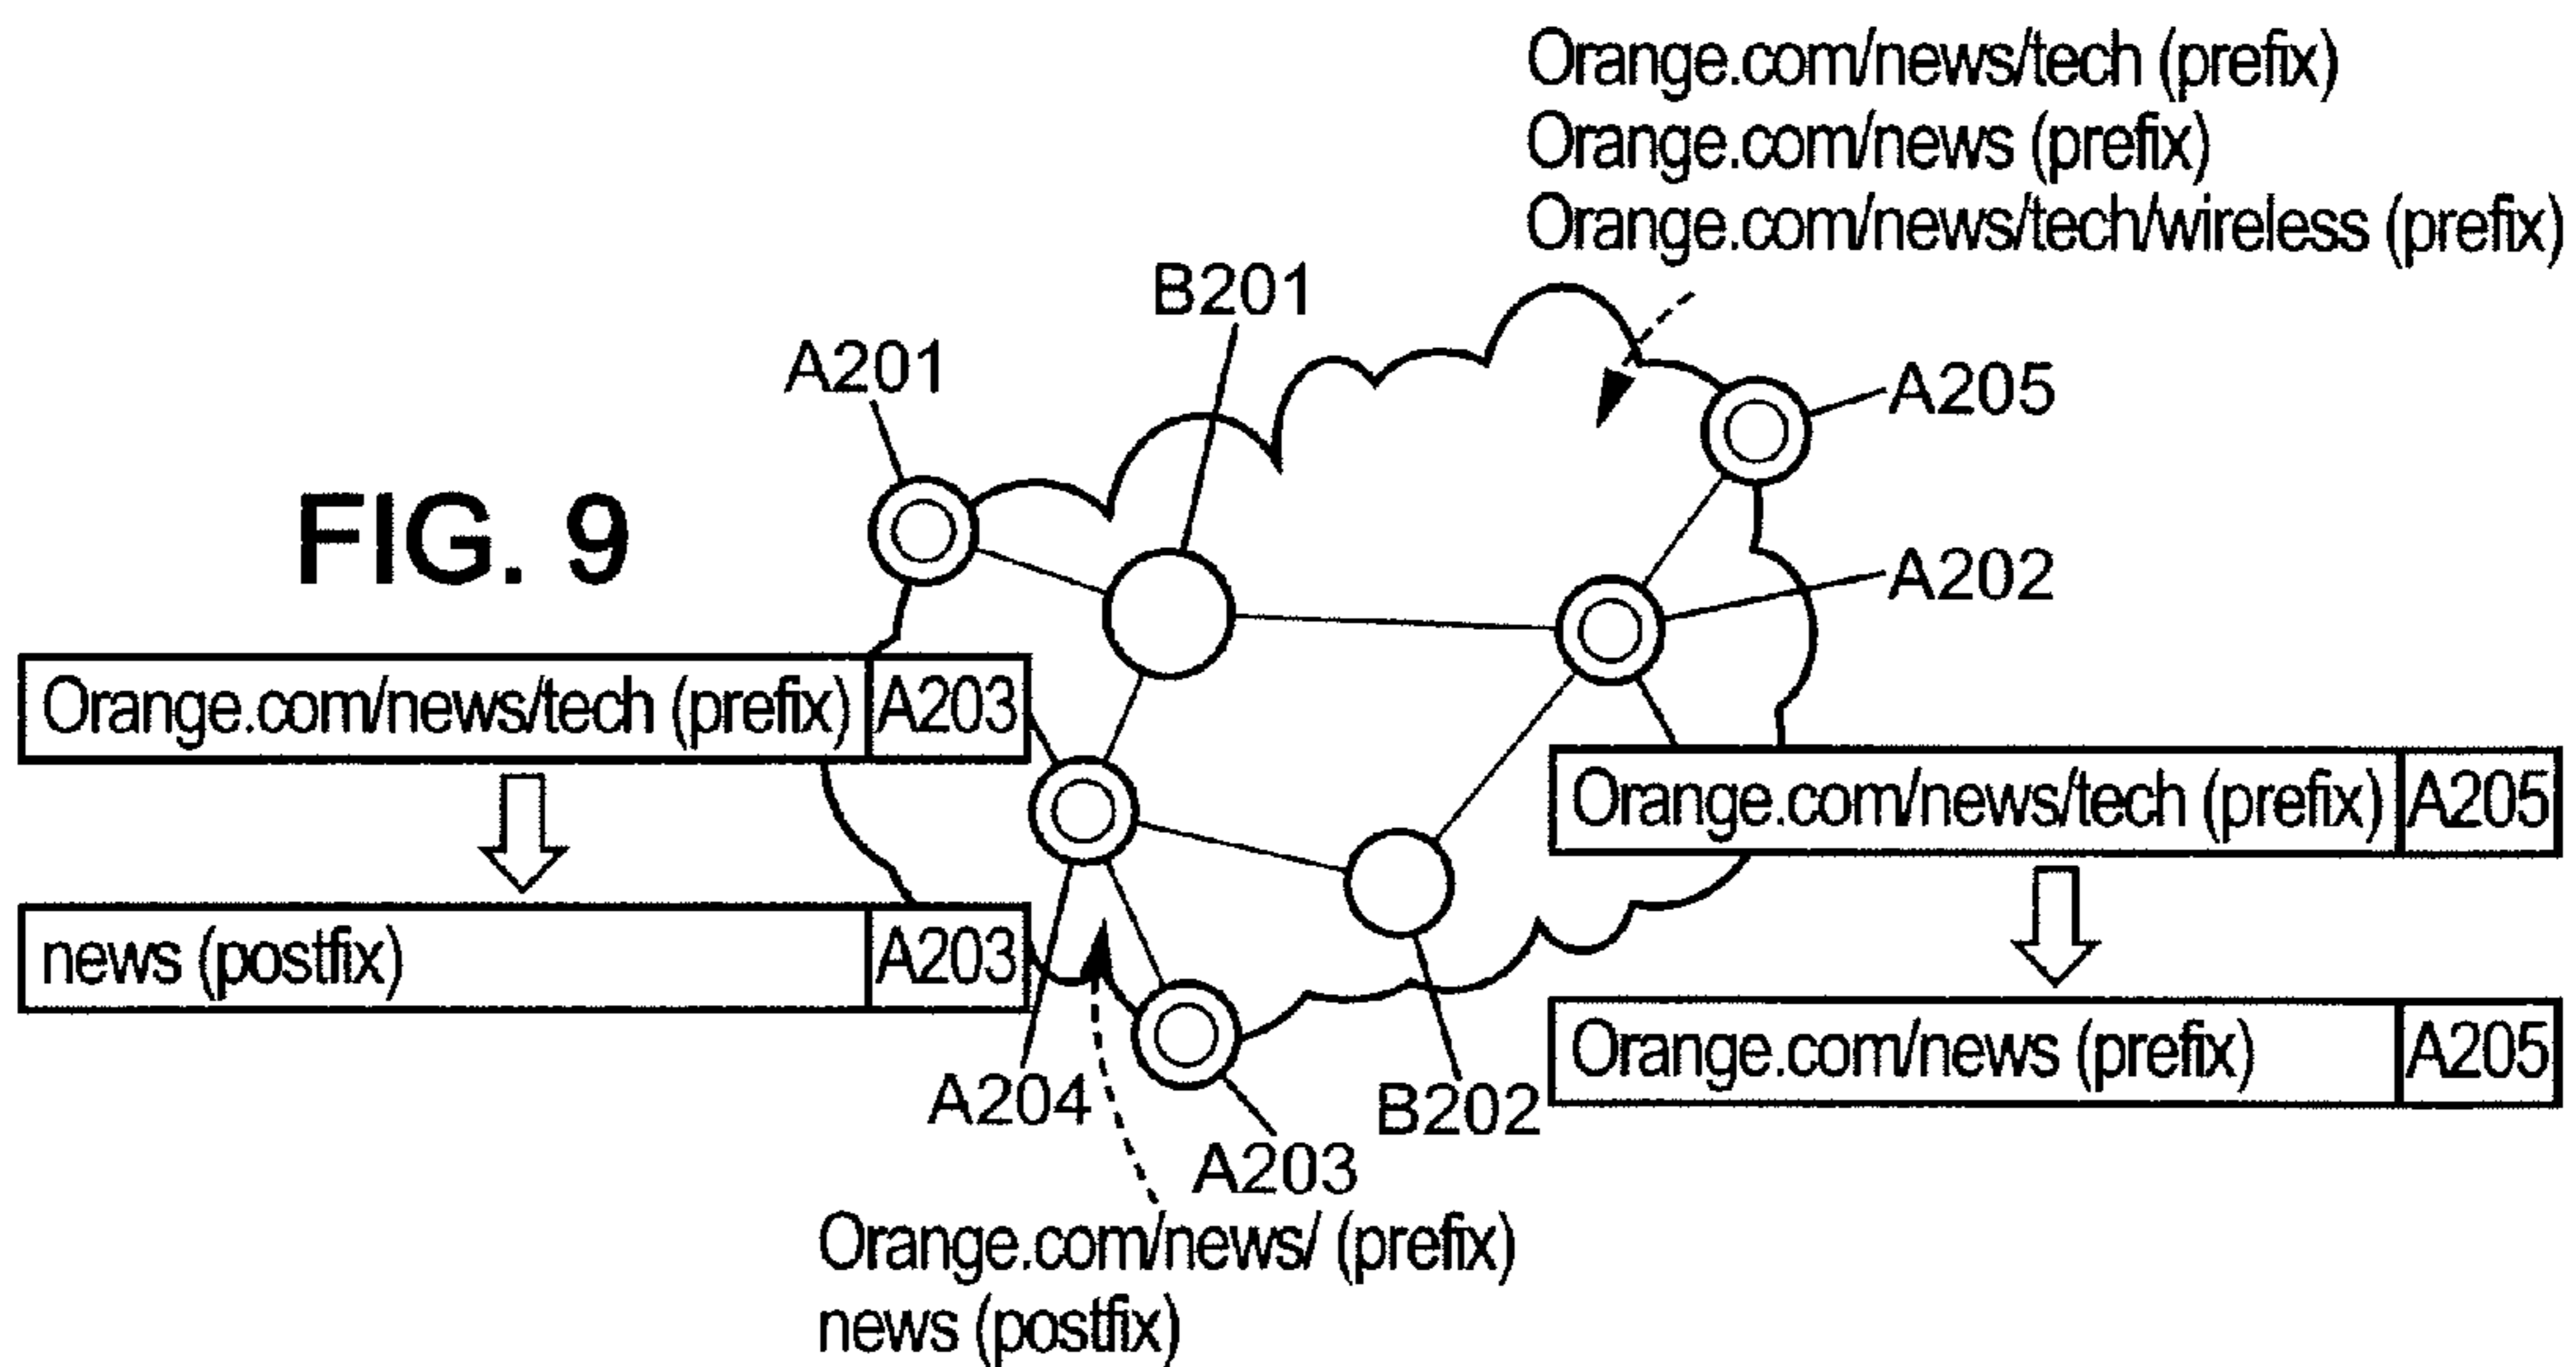 Orange.com/news/tech (prefix)
Orange.com/news (prefix)
Orange.com/news/tech/wireless (prefix)
B201
A201
A205
FIG. 9
A202
Orange.com/news/tech (prefix) A203
Orange.com/news/tech (prefix) A205
news (postfix) A203
Orange.com/news (prefix) A205
A204
B202
A203
Orange.com/news/ (prefix)
news (postfix)